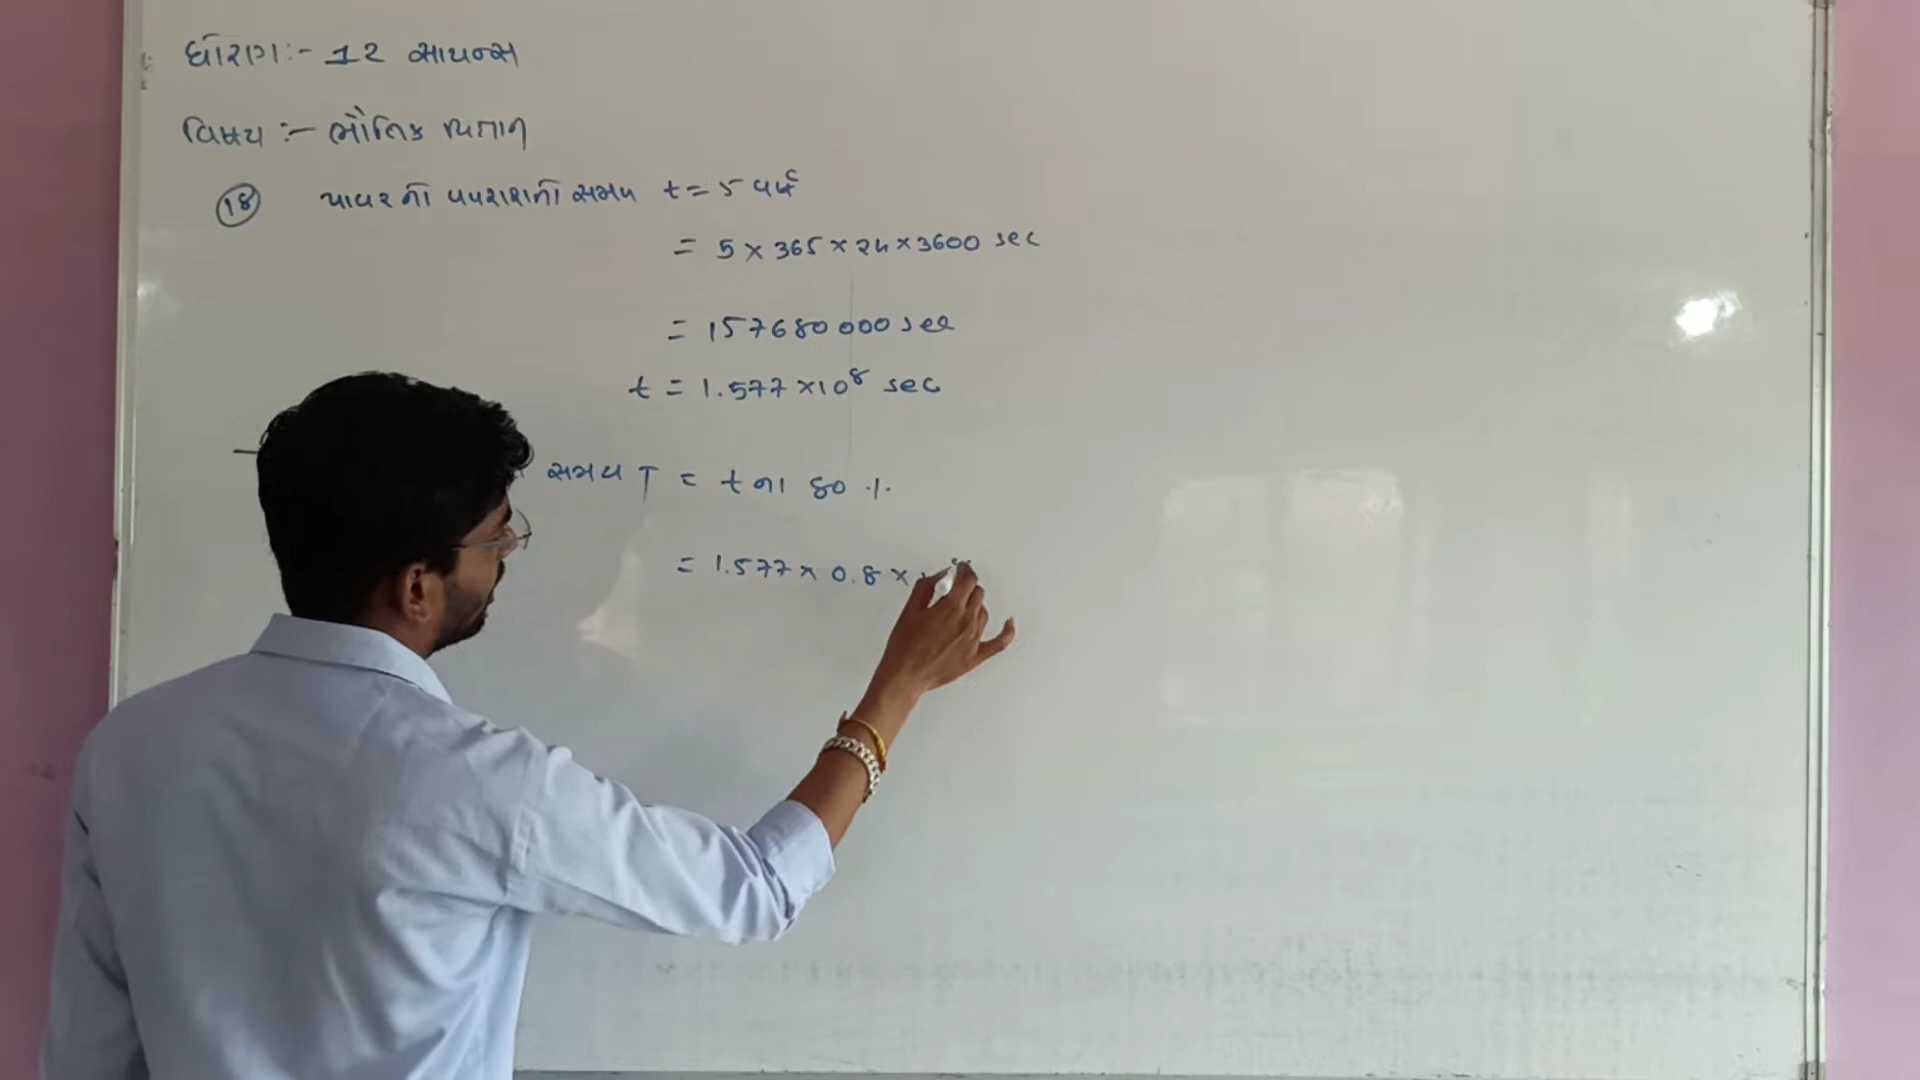 ધોરણ :- 12 સાયન્સ
વિષય :- ભૌતિક વિજ્ઞાન
18 પાવરનો વપરાશનો સમય t = 5 વર્ષ
= 5 × 365 × 24 × 3600 sec
= 157680000 sec
t = 1.577 × 10⁸ sec
સમય T = t ના 80 %
= 1.577 × 0.8 ×